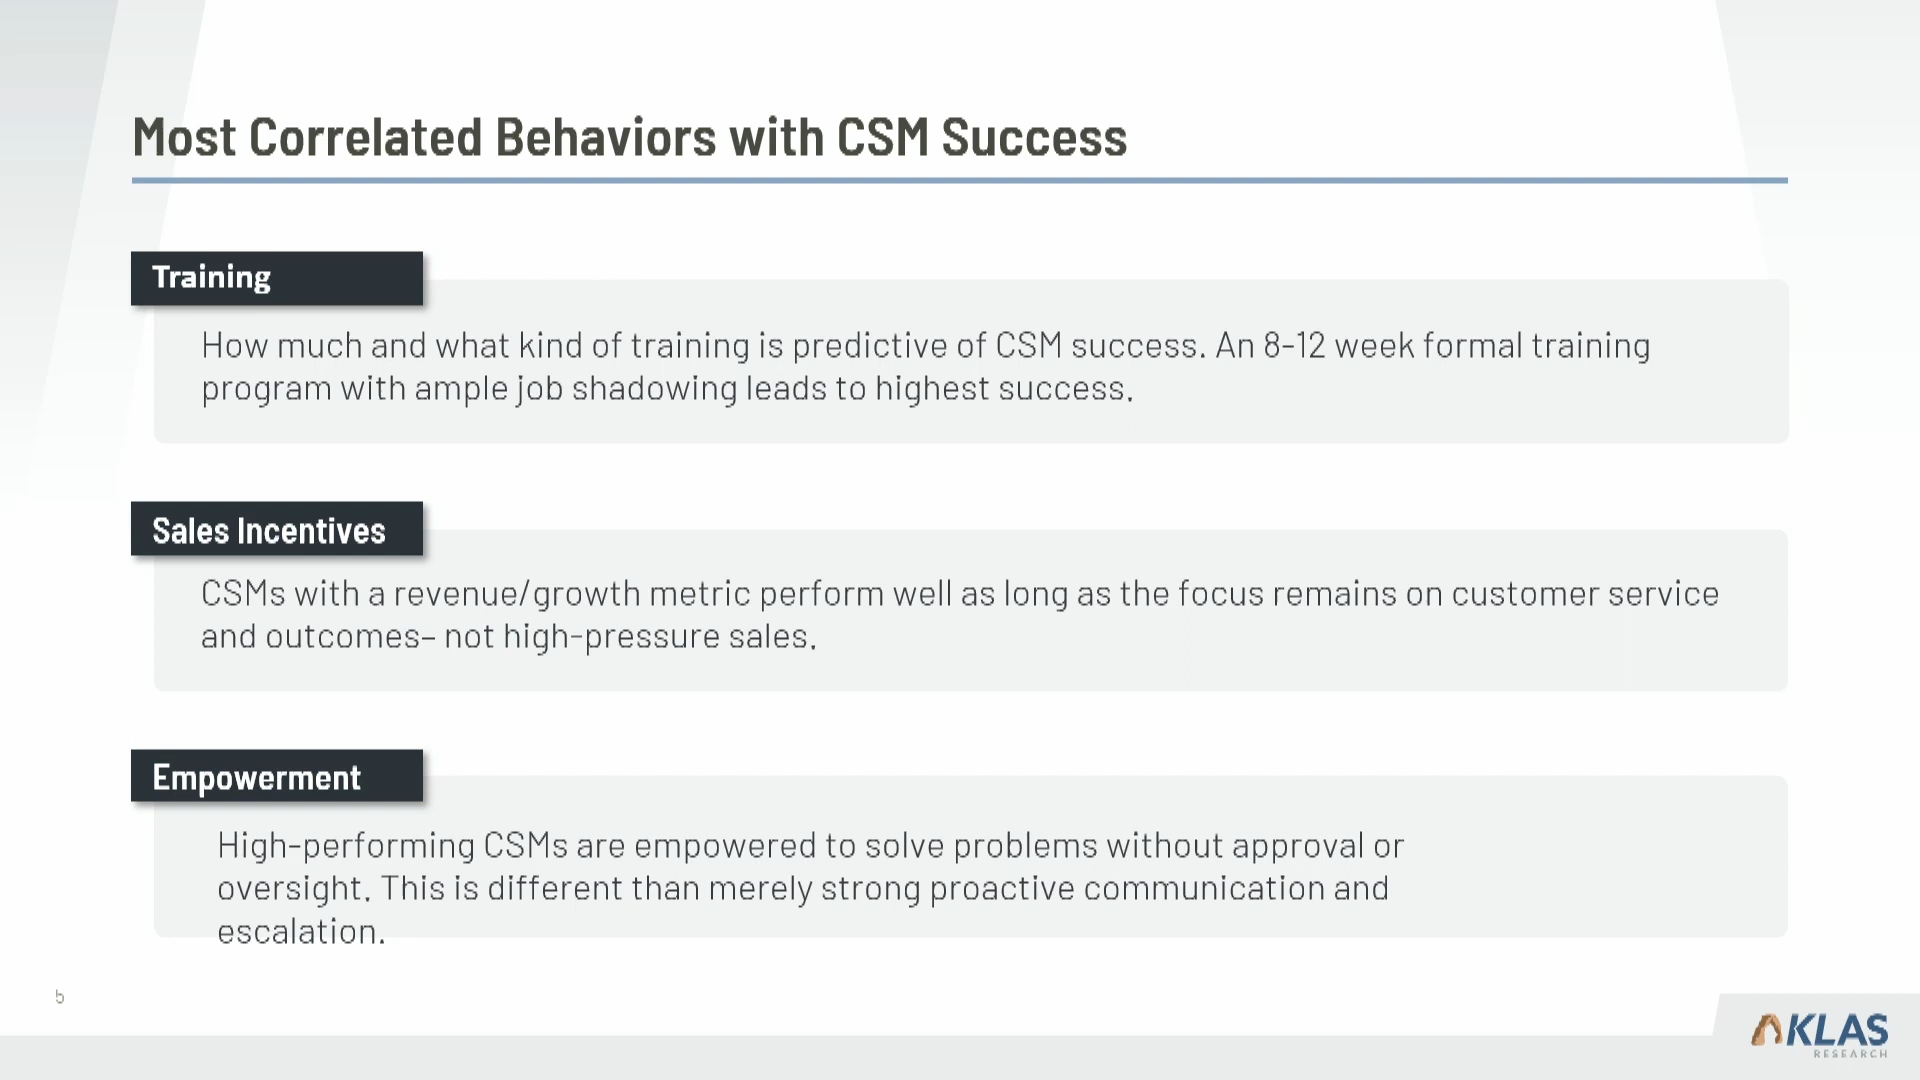 Most Correlated Behaviors with CSM Success
Training
How much and what kind of training is predictive of CSM success. An 8-12 week formal training
program with ample job shadowing leads to highest success.
Sales Incentives
CSMs with a revenue/growth metric perform well as long as the focus remains on customer service
and outcomes– not high-pressure sales.
Empowerment
High-performing CSMs are empowered to solve problems without approval or
oversight. This is different than merely strong proactive communication and
escalation.
5
KLAS
RESEARCH